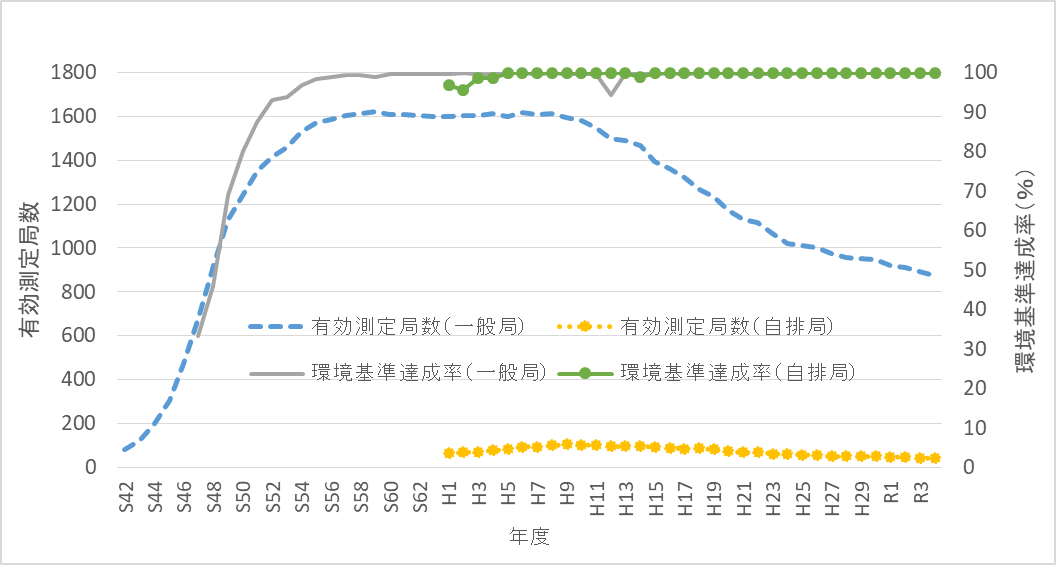 1800
1600
1400
1200
1000
800
600
400
200
0
有効測定局数
100
90
80
70
60
50
40
30
20
10
0
環境基準達成率(%)
有効測定局数(一般局)
有効測定局数(自排局)
環境基準達成率(一般局)
環境基準達成率(自排局)
S42
S44
S46
S48
S50
S52
S54
S56
S58
S60
S62
H1
H3
H5
H7
H9
H11
H13
H15
H17
H19
H21
H23
H25
H27
H29
R1
R3
年度